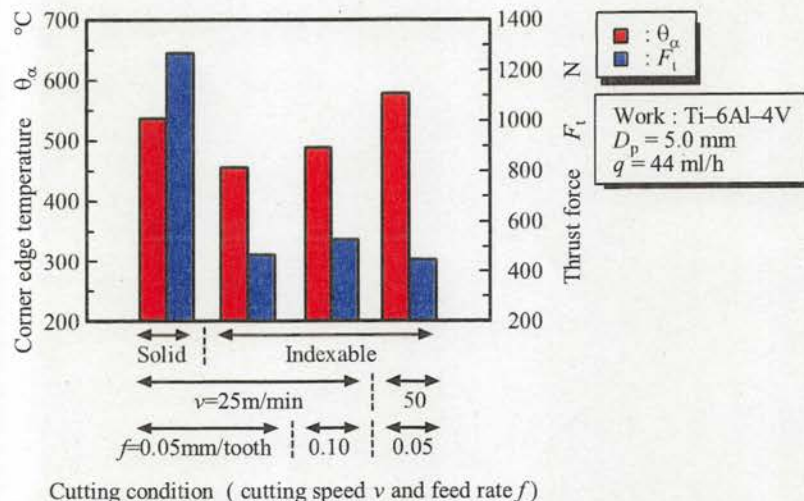 700
600
500
400
300
200
°C
θα
Corner edge temperature
1400
1200
1000
800
600
400
200
N
Ft
Thrust force
: θα
: Ft
Work : Ti–6Al–4V
Dp = 5.0 mm
q = 44 ml/h
Solid Indexable
v=25m/min 50
f=0.05mm/tooth 0.10 0.05
Cutting condition ( cutting speed v and feed rate f)